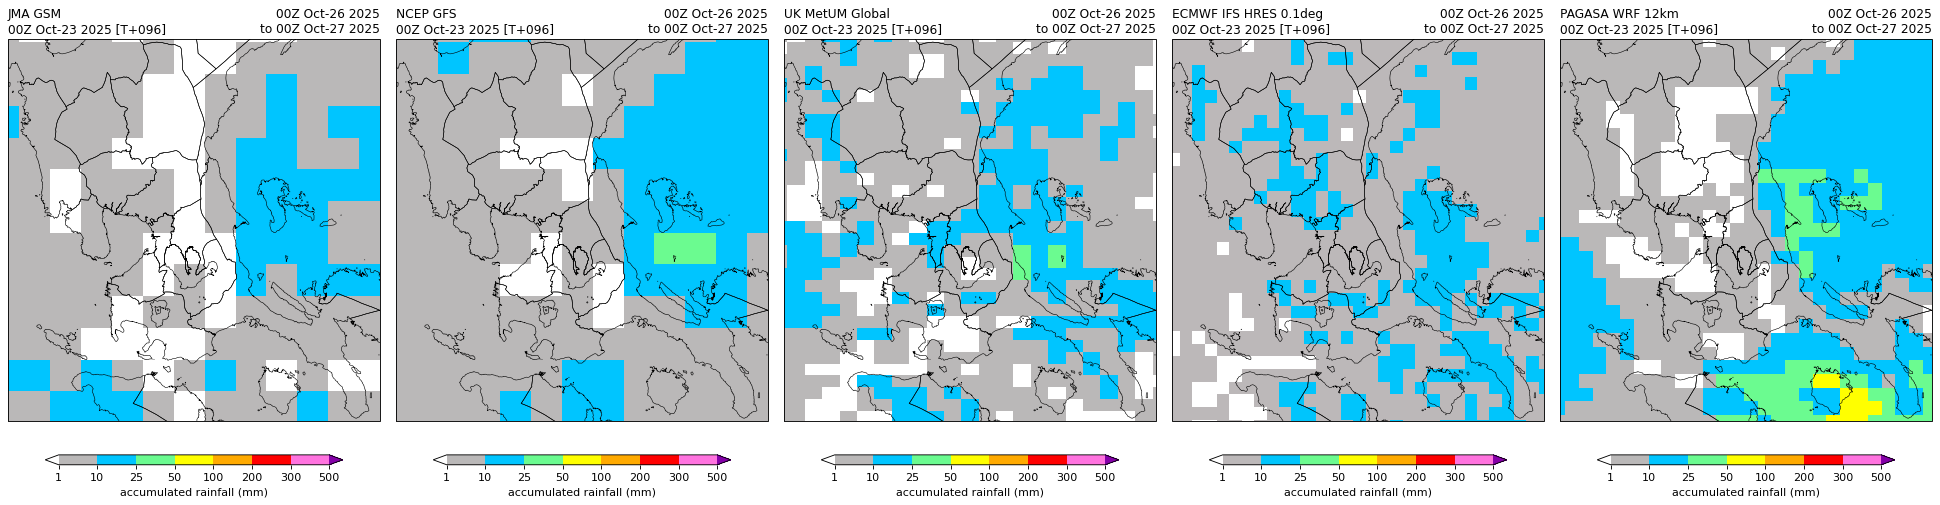 JMA GSM 00Z Oct-26 2025
00Z Oct-23 2025 [T+096] to 00Z Oct-27 2025
1 10 25 50 100 200 300 500
accumulated rainfall (mm)
NCEP GFS 00Z Oct-26 2025
00Z Oct-23 2025 [T+096] to 00Z Oct-27 2025
1 10 25 50 100 200 300 500
accumulated rainfall (mm)
UK MetUM Global 00Z Oct-26 2025
00Z Oct-23 2025 [T+096] to 00Z Oct-27 2025
1 10 25 50 100 200 300 500
accumulated rainfall (mm)
ECMWF IFS HRES 0.1deg 00Z Oct-26 2025
00Z Oct-23 2025 [T+096] to 00Z Oct-27 2025
1 10 25 50 100 200 300 500
accumulated rainfall (mm)
PAGASA WRF 12km 00Z Oct-26 2025
00Z Oct-23 2025 [T+096] to 00Z Oct-27 2025
1 10 25 50 100 200 300 500
accumulated rainfall (mm)